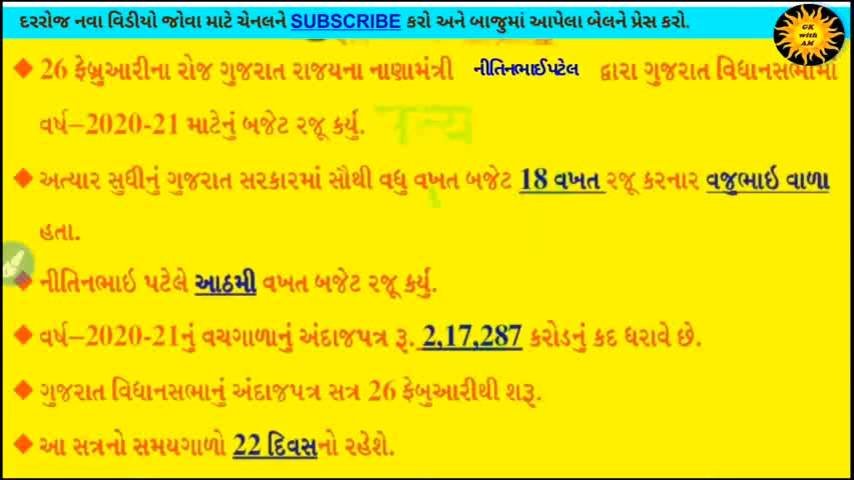 દરરોજ નવા વિડીયો જોવા માટે ચેનલને SUBSCRIBE કરો અને બાજુમાં આપેલા બેલને પ્રેસ કરો.
GK
with
AM
26 ફેબ્રુઆરીના રોજ ગુજરાત રાજયના નાણામંત્રી નીતિનભાઈપટેલ દ્વારા ગુજરાત વિધાનસભામાં
વર્ષ–2020-21 માટેનું બજેટ રજૂ કર્યું.
અત્યાર સુધીનું ગુજરાત સરકારમાં સૌથી વધુ વખત બજેટ 18 વખત રજૂ કરનાર વજુભાઇ વાળા
હતા.
નીતિનભાઇ પટેલે આઠમી વખત બજેટ રજૂ કર્યું.
વર્ષ–2020-21નું વચગાળાનું અંદાજપત્ર રૂ. 2,17,287 કરોડનું કદ ધરાવે છે.
ગુજરાત વિધાનસભાનું અંદાજપત્ર સત્ર 26 ફેબુઆરીથી શરૂ.
આ સત્રનો સમયગાળો 22 દિવસનો રહેશે.